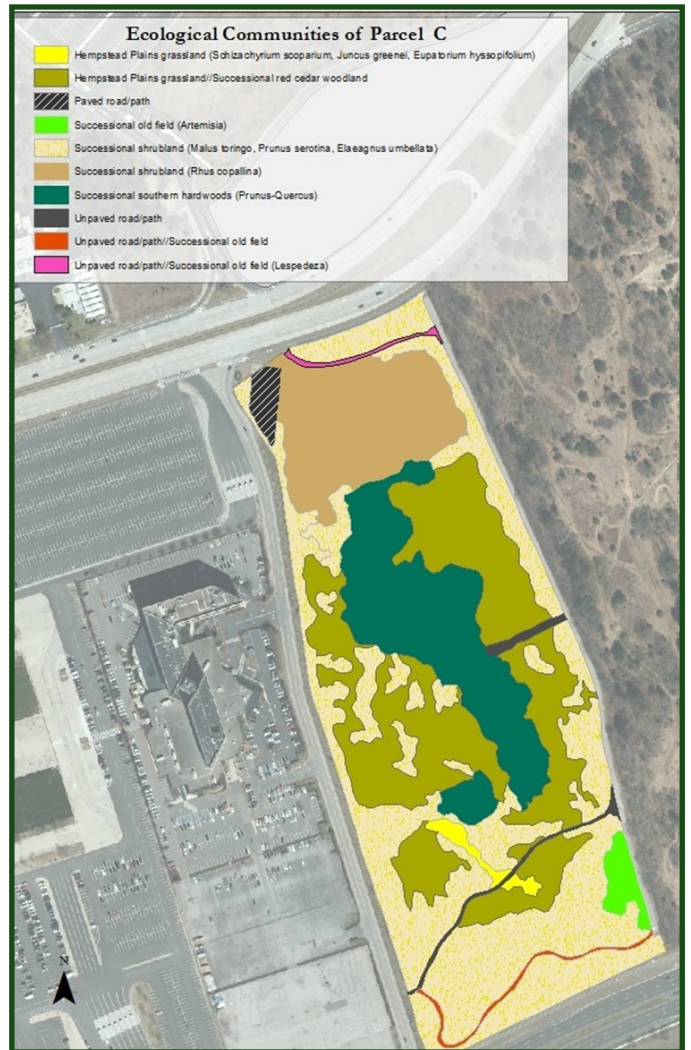 Ecological Communities of Parcel C
Hempstead Plains grassland (Schizachyrium scoparium, Juncus greenei, Eupatorium hyssopifolium)
Hempstead Plains grassland//Successional red cedar woodland
Paved road/path
Successional old field (Artemisia)
Successional shrubland (Malus toringo, Prunus serotina, Elaeagnus umbellata)
Successional shrubland (Rhus copallina)
Successional southern hardwoods (Prunus-Quercus)
Unpaved road/path
Unpaved road/path//Successional old field
Unpaved road/path//Successional old field (Lespedeza)
N